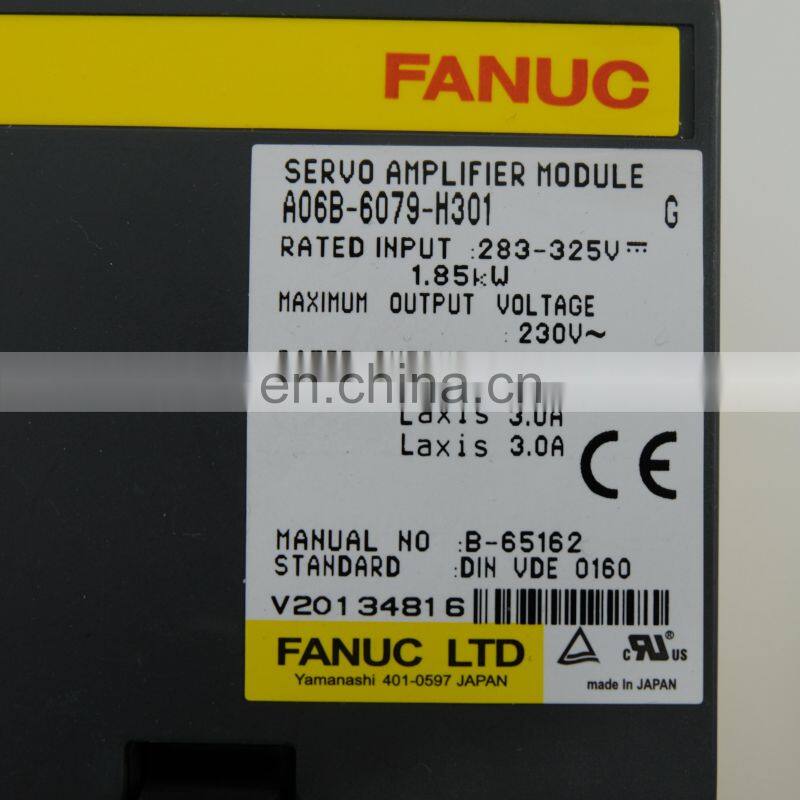 FANUC
SERVO AMPLIFIER MODULE
A06B-6079-H301 G
RATED INPUT :283-325V⎓
1.85kW
MAXIMUM OUTPUT VOLTAGE
:230V~
en.china.cn
Laxis 3.0A
Laxis 3.0A
CE
MANUAL NO :B-65162
STANDARD :DIN VDE 0160
V20134816
FANUC LTD
Yamanashi 401-0597 JAPAN
c RU® US
made In JAPAN